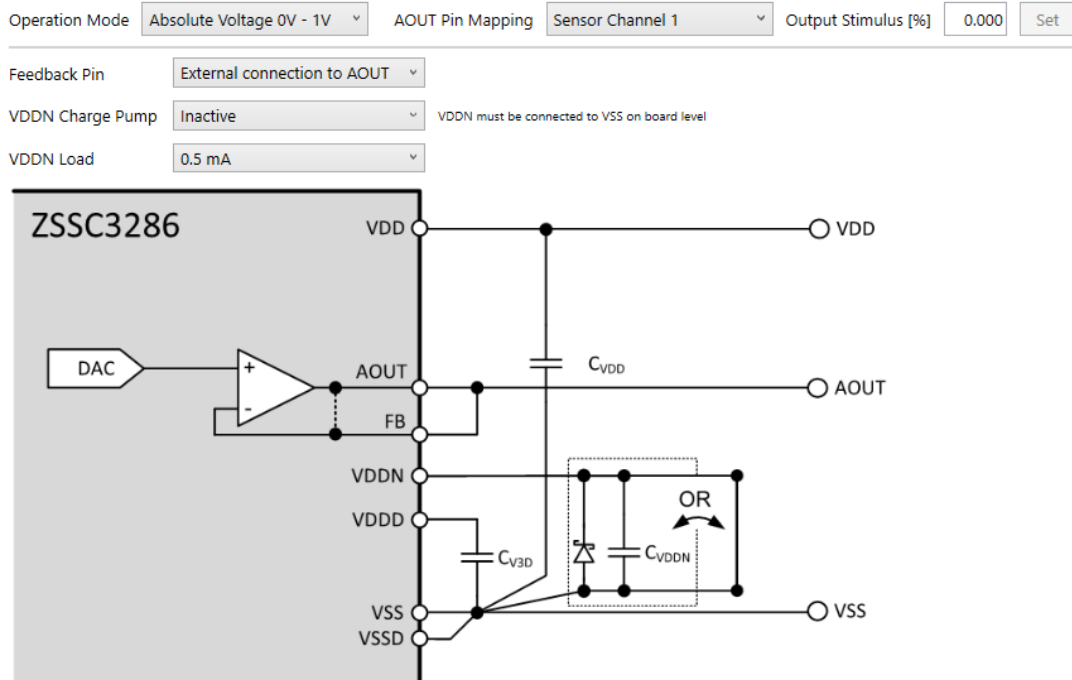 Operation Mode Absolute Voltage 0V - 1V AOUT Pin Mapping Sensor Channel 1 Output Stimulus [%] 0.000 Set
Feedback Pin External connection to AOUT
VDDN Charge Pump Inactive VDDN must be connected to VSS on board level
VDDN Load 0.5 mA
ZSSC3286
VDD
VDD
DAC
+
-
AOUT
CVDD
AOUT
FB
VDDN
OR
VDDD
CV3D
CVDDN
VSS
VSS
VSSD